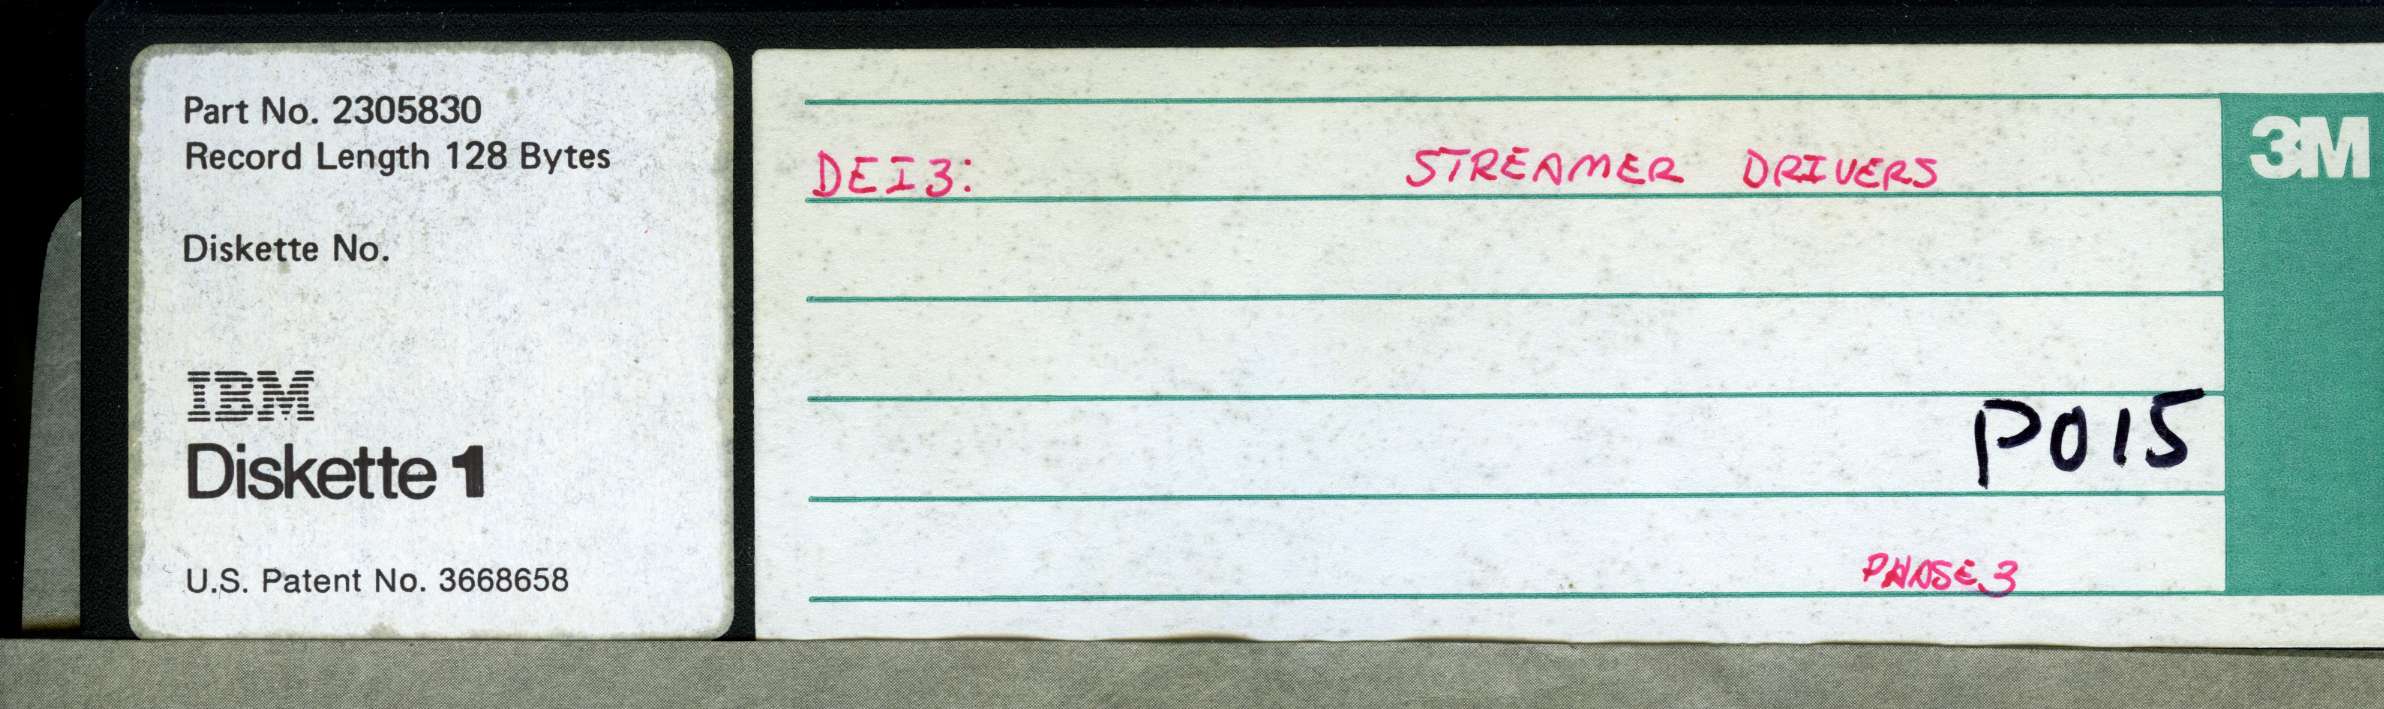 Part No. 2305830
Record Length 128 Bytes
Diskette No.
IBM
Diskette 1
U.S. Patent No. 3668658
DEI3: STREAMER DRIVERS
3M
P015
PHASE 3